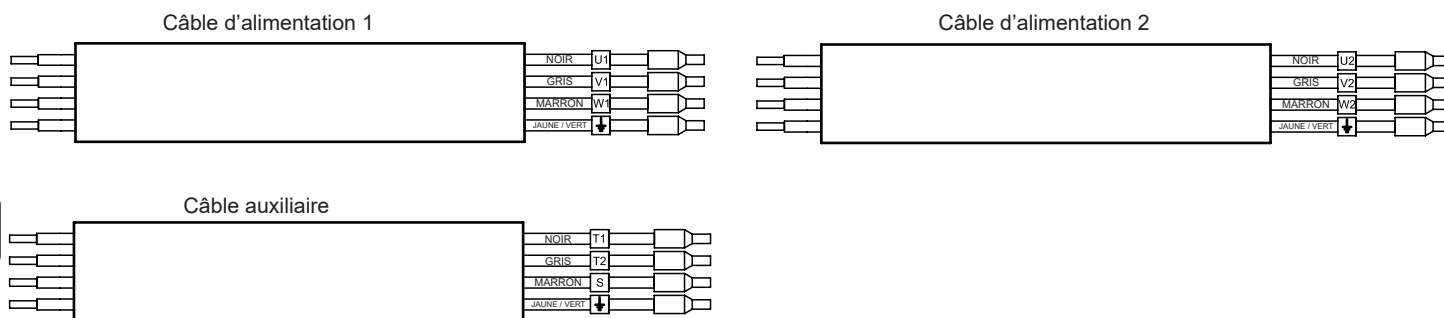 Câble d’alimentation 1
NOIR U1
GRIS V1
MARRON W1
JAUNE / VERT
Câble d’alimentation 2
NOIR U2
GRIS V2
MARRON W2
JAUNE / VERT
Câble auxiliaire
NOIR T1
GRIS T2
MARRON S
JAUNE / VERT